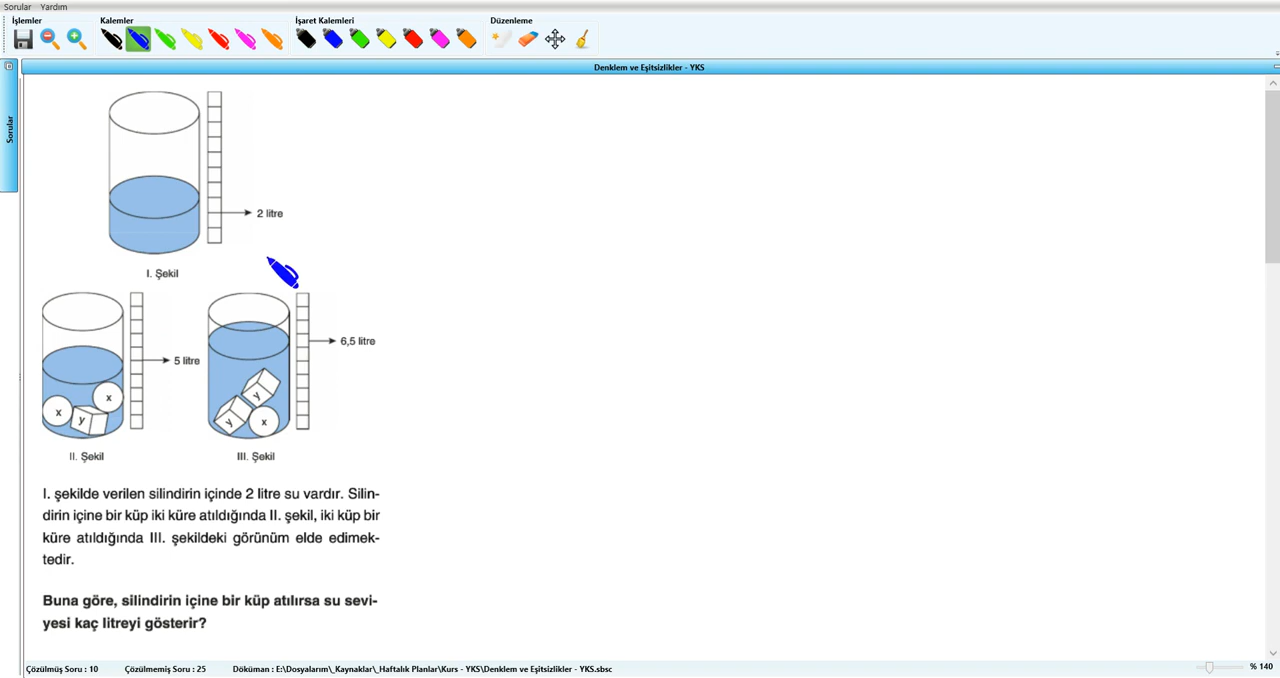 Sorular Yardım
İşlemler Kalemler İşaret Kalemleri Düzenleme
Denklem ve Eşitsizlikler - YKS
Sorular
2 litre
I. Şekil
5 litre
6,5 litre
x
y
x
y
y
x
II. Şekil
III. Şekil
I. şekilde verilen silindirin içinde 2 litre su vardır. Silin-
dirin içine bir küp iki küre atıldığında II. şekil, iki küp bir
küre atıldığında III. şekildeki görünüm elde edimek-
tedir.
Buna göre, silindirin içine bir küp atılırsa su sevi-
yesi kaç litreyi gösterir?
Çözülmüş Soru : 10 Çözülmemiş Soru : 25 Döküman : E:\Dosyalarım\_Kaynaklar\_Haftalık Planlar\Kurs - YKS\Denklem ve Eşitsizlikler - YKS.sbsc % 140